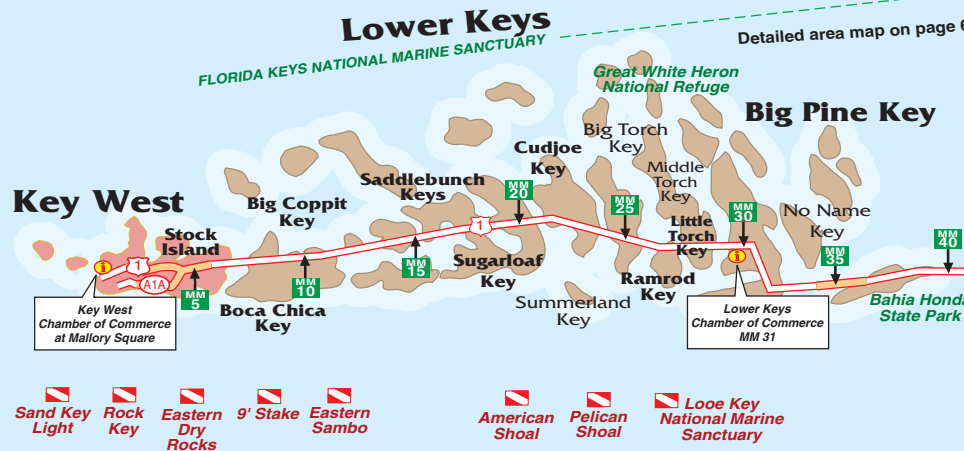 Lower Keys
FLORIDA KEYS NATIONAL MARINE SANCTUARY
Detailed area map on page 6
Great White Heron
National Refuge
Big Pine Key
Big Torch
Key
Cudjoe
Key
Middle
Torch
Key
Saddlebunch
Keys
MM
20
MM
25
MM
30
No Name
Key
Key West
Big Coppit
Key
1
Little
Torch
Key
Stock
Island
MM
40
MM
35
1
i
A1A
MM
5
MM
10
MM
15
Sugarloaf
Key
Ramrod
Key
i
Boca Chica
Key
Summerland
Key
Bahia Honda
State Park
Key West
Chamber of Commerce
at Mallory Square
Lower Keys
Chamber of Commerce
MM 31
Sand Key
Light
Rock
Key
Eastern
Dry
Rocks
9' Stake
Eastern
Sambo
American
Shoal
Pelican
Shoal
Looe Key
National Marine
Sanctuary